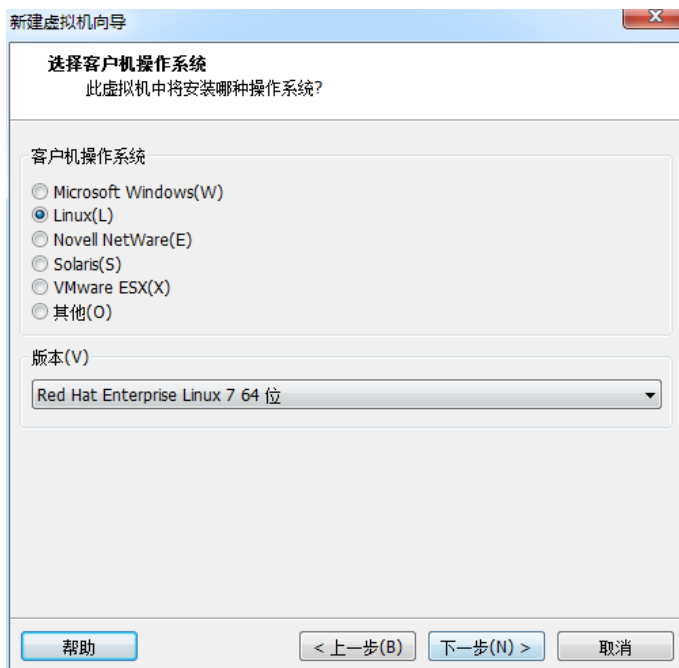 新建虚拟机向导
选择客户机操作系统
此虚拟机中将安装哪种操作系统?
客户机操作系统
Microsoft Windows(W)
Linux(L)
Novell NetWare(E)
Solaris(S)
VMware ESX(X)
其他(O)
版本(V)
Red Hat Enterprise Linux 7 64 位
帮助
< 上一步(B)
下一步(N) >
取消